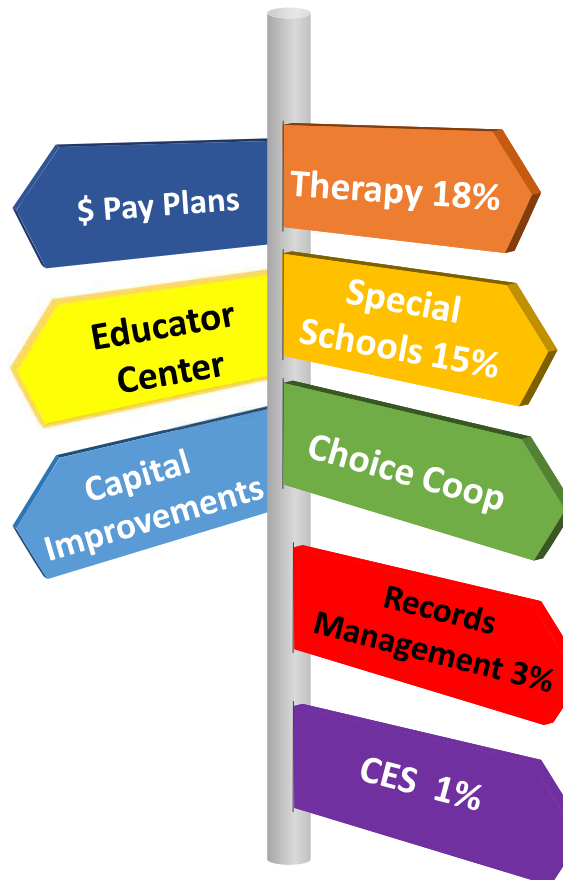 $ Pay Plans
Therapy 18%
Educator
Center
Special
Schools 15%
Capital
Improvements
Choice Coop
Records
Management 3%
CES 1%